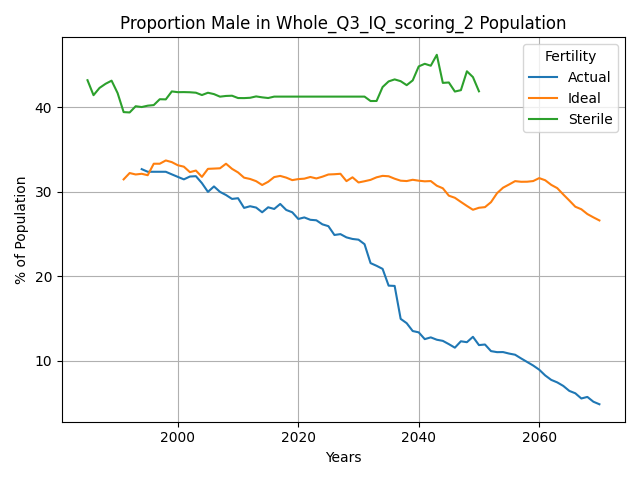 Proportion Male in Whole_Q3_IQ_scoring_2 Population
Fertility
Actual
Ideal
Sterile
% of Population
40
30
20
10
2000
2020
2040
2060
Years